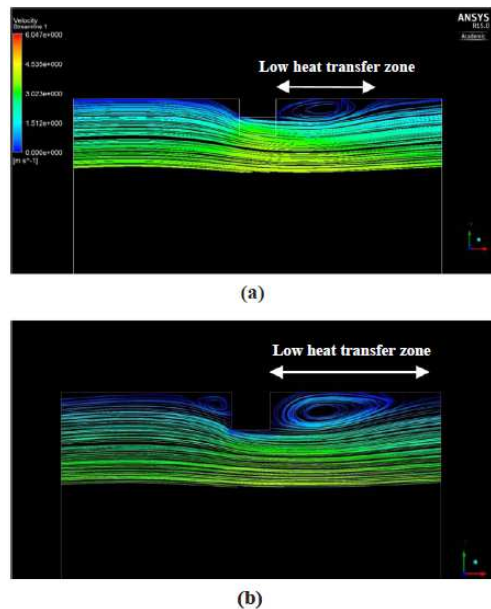 Velocity
Streamline 1
6.047e+000
4.535e+000
3.023e+000
1.512e+000
0.000e+000
[m s^-1]
ANSYS
R15.0
Academic
Low heat transfer zone
(a)
Low heat transfer zone
(b)